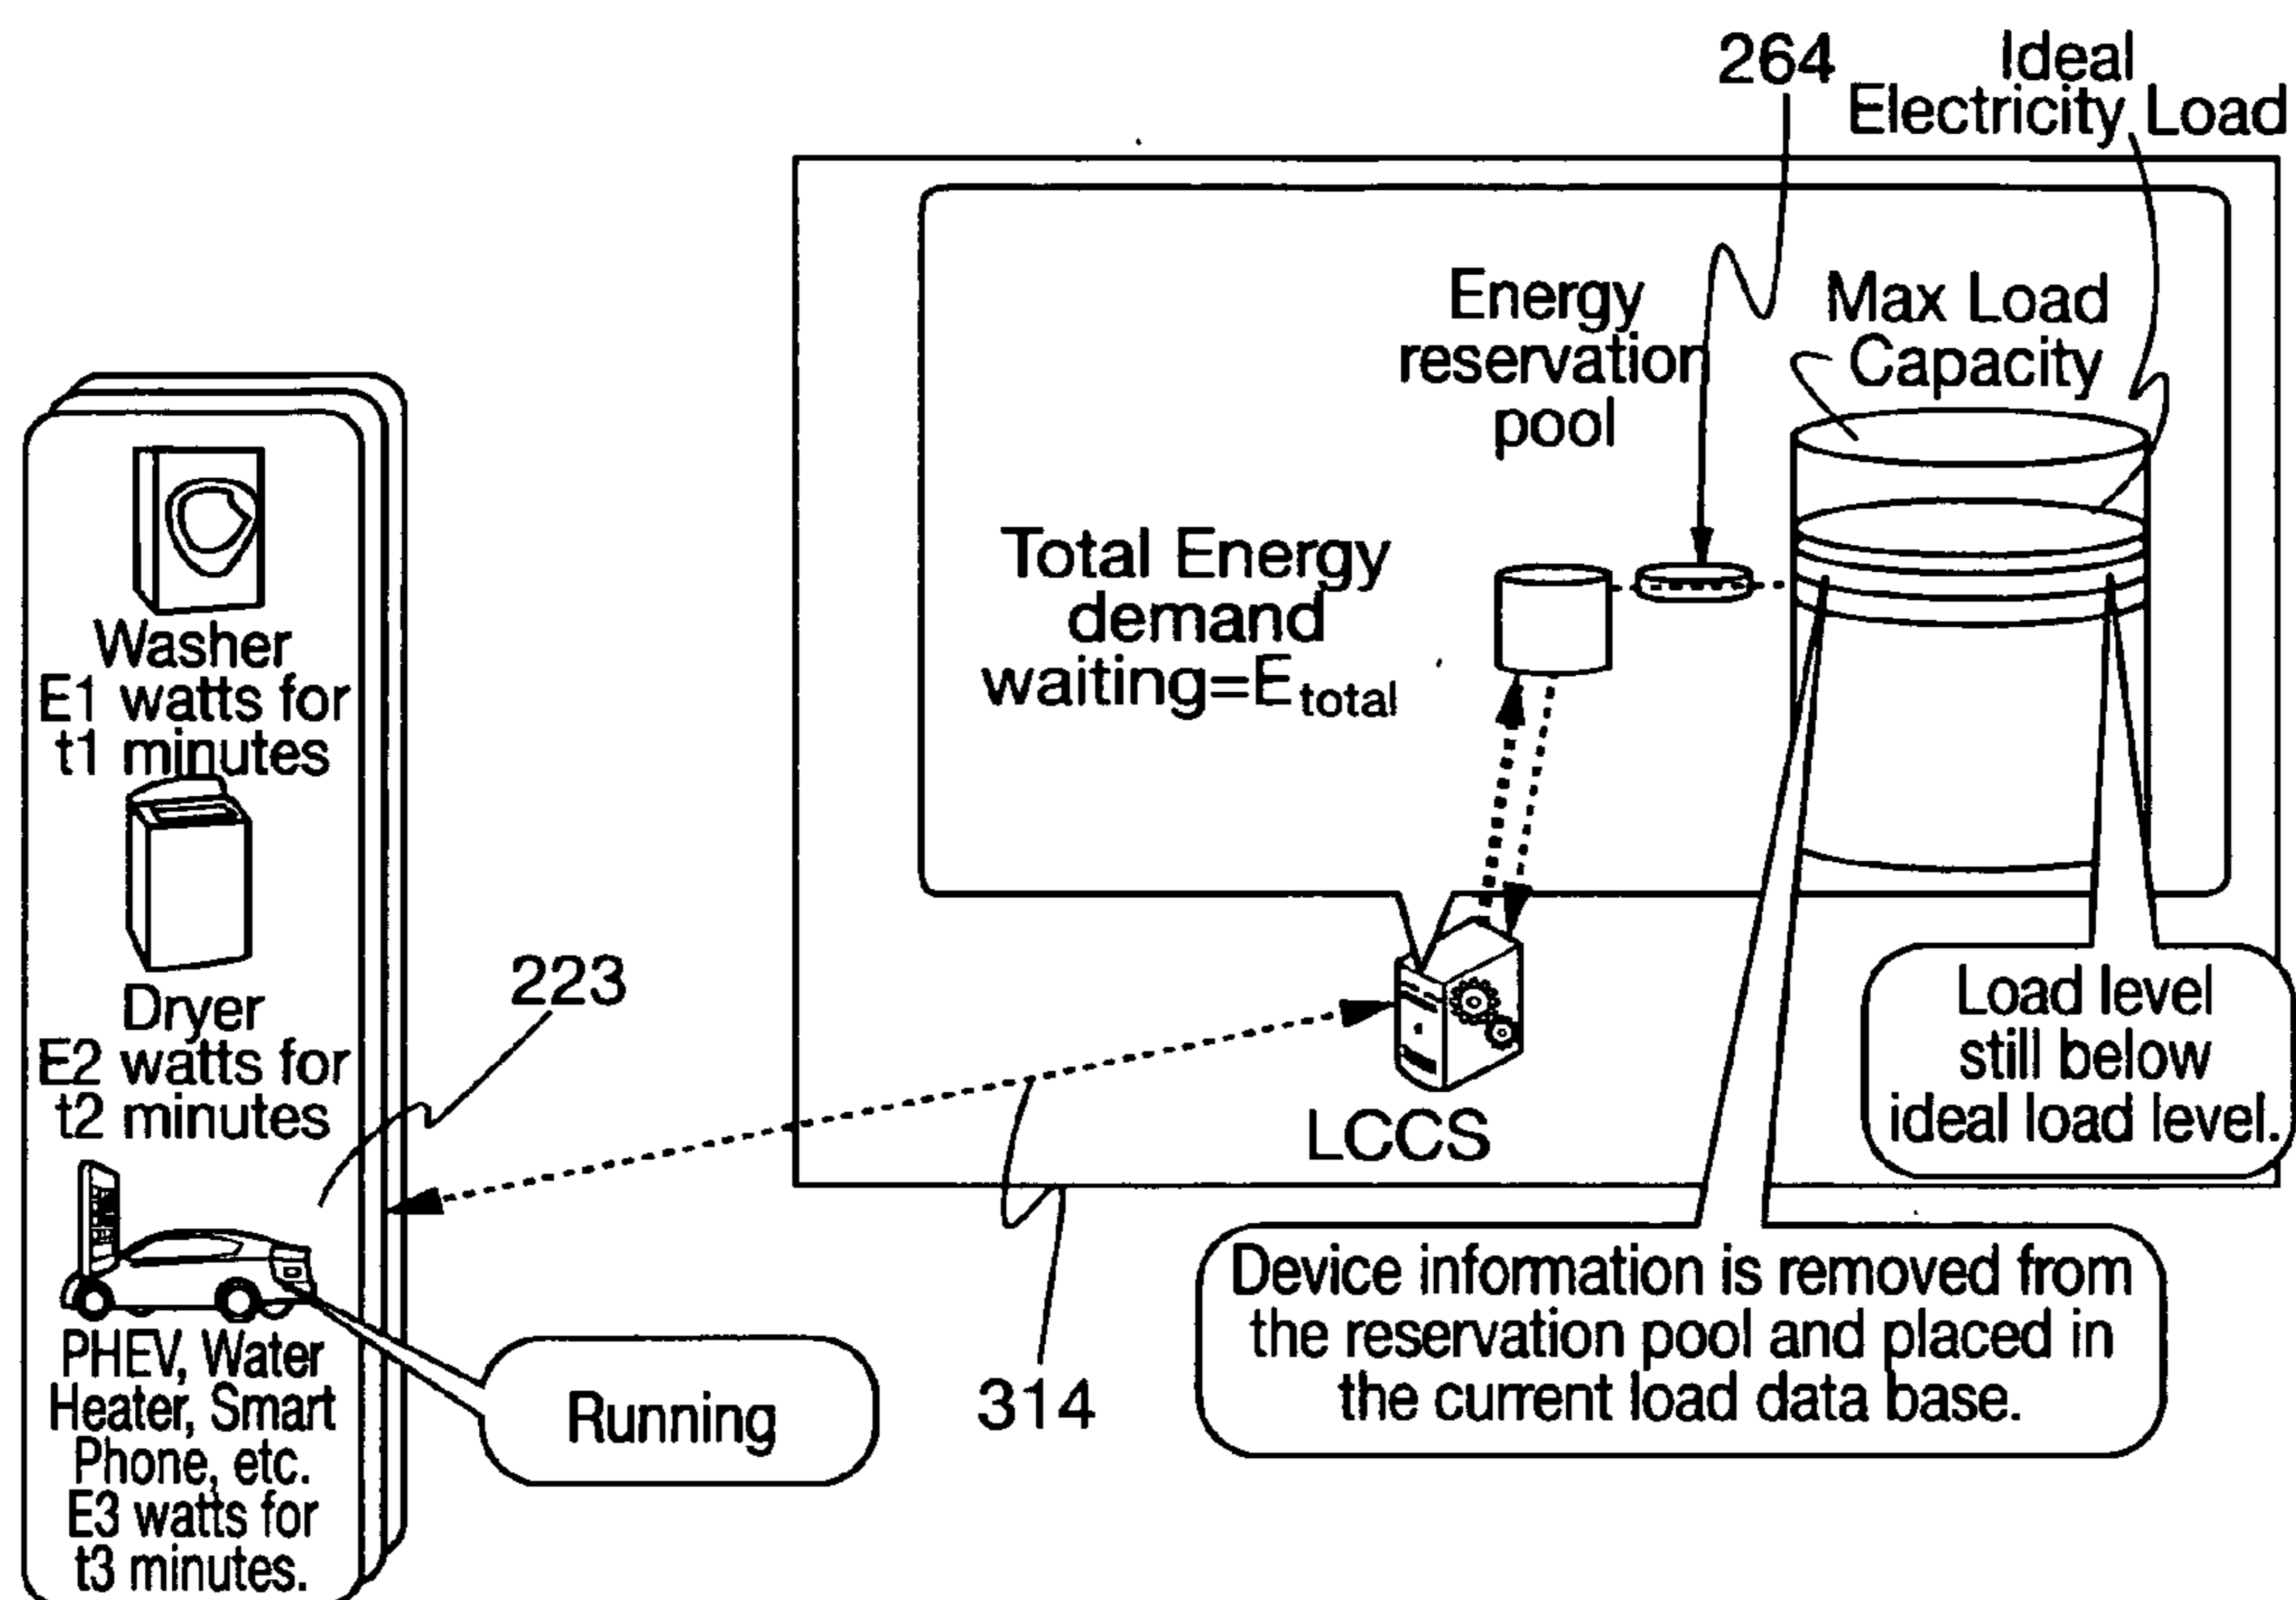 264
Ideal
Electricity Load
Energy
reservation
pool
Max Load
Capacity
Total Energy
demand
waiting=Etotal
Washer
E1 watts for
t1 minutes
Dryer
E2 watts for
t2 minutes
223
PHEV, Water
Heater, Smart
Phone, etc.
E3 watts for
t3 minutes.
Running
314
LCCS
Load level
still below
ideal load level.
Device information is removed from
the reservation pool and placed in
the current load data base.